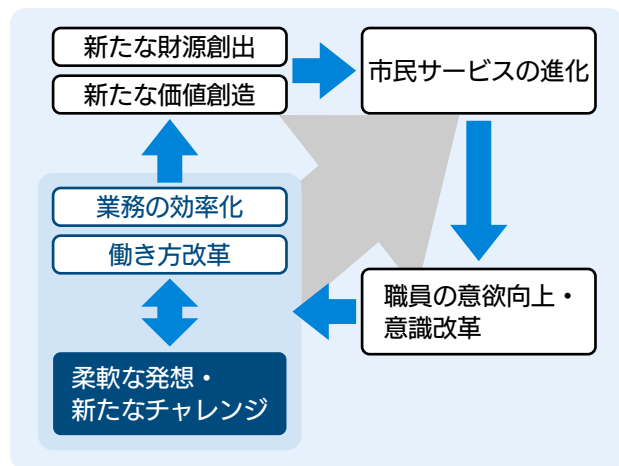 新たな財源創出
新たな価値創造
市民サービスの進化
業務の効率化
働き方改革
職員の意欲向上・
意識改革
柔軟な発想・
新たなチャレンジ